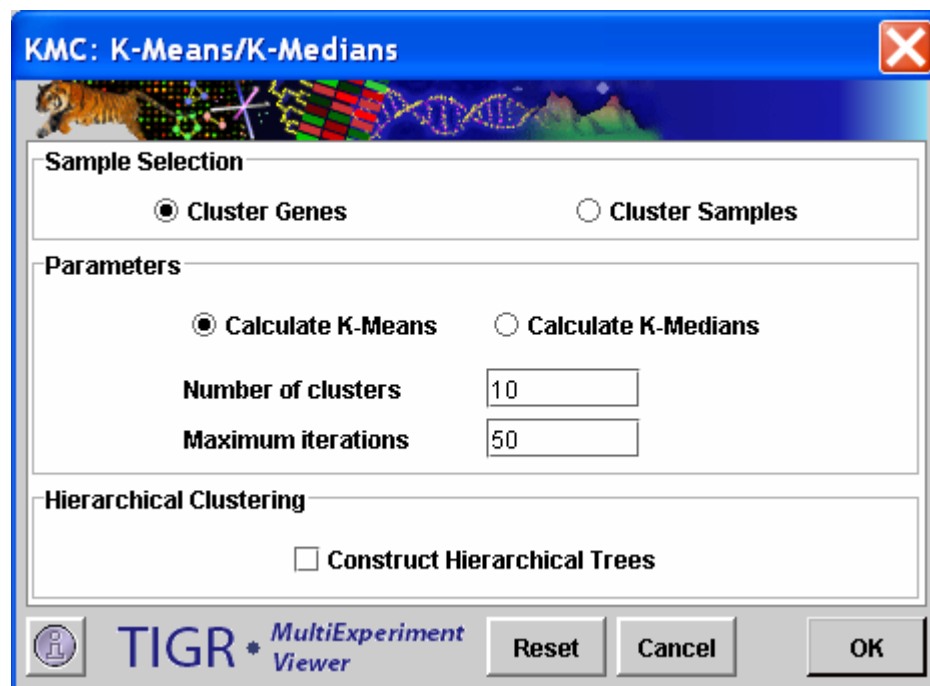 KMC: K-Means/K-Medians
Sample Selection
Cluster Genes Cluster Samples
Parameters
Calculate K-Means Calculate K-Medians
Number of clusters 10
Maximum iterations 50
Hierarchical Clustering
Construct Hierarchical Trees
TIGR MultiExperiment Viewer Reset Cancel OK